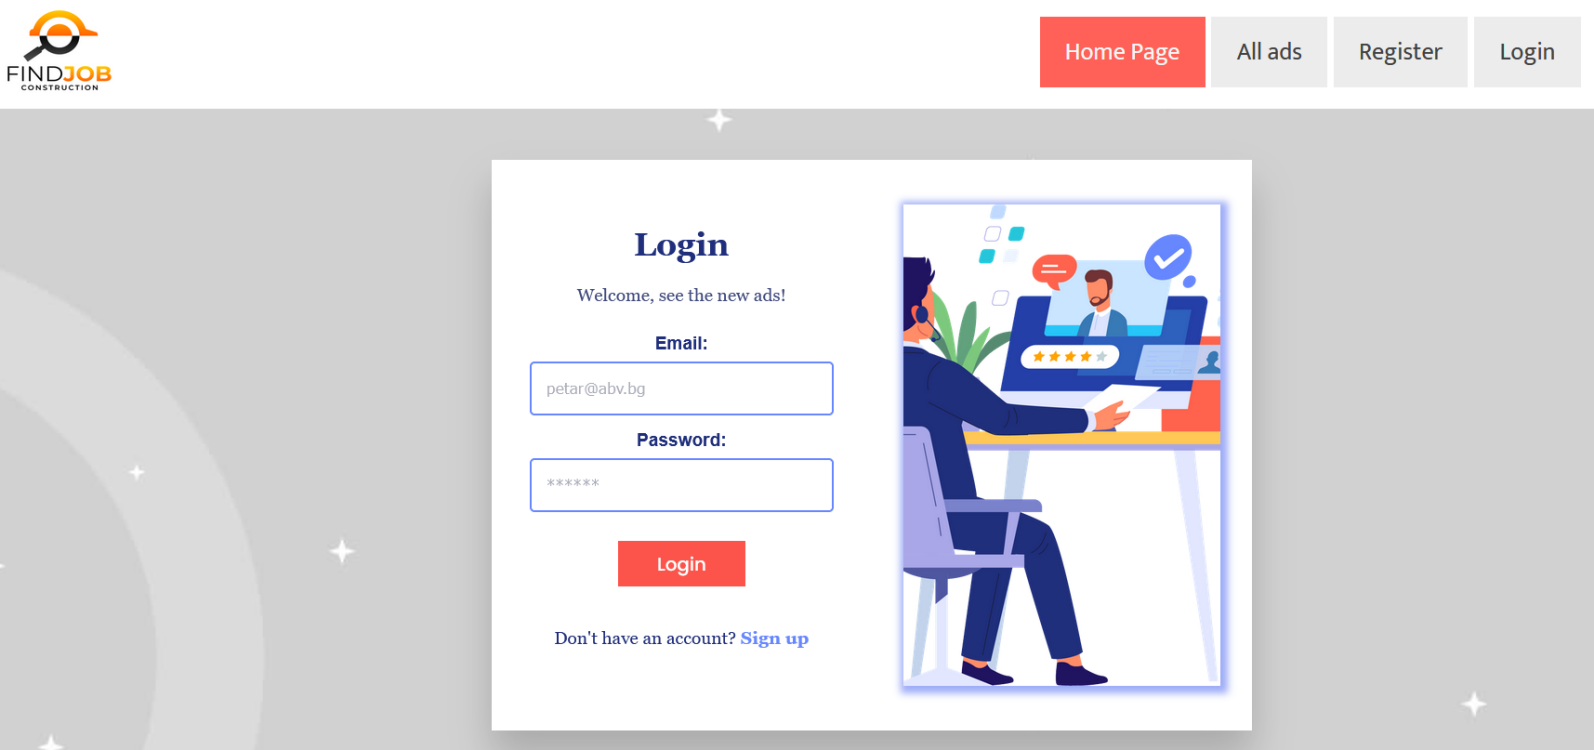 FINDJOB
CONSTRUCTION
Home Page
All ads
Register
Login
Login
Welcome, see the new ads!
Email:
petar@abv.bg
Password:
******
Login
Don't have an account? Sign up